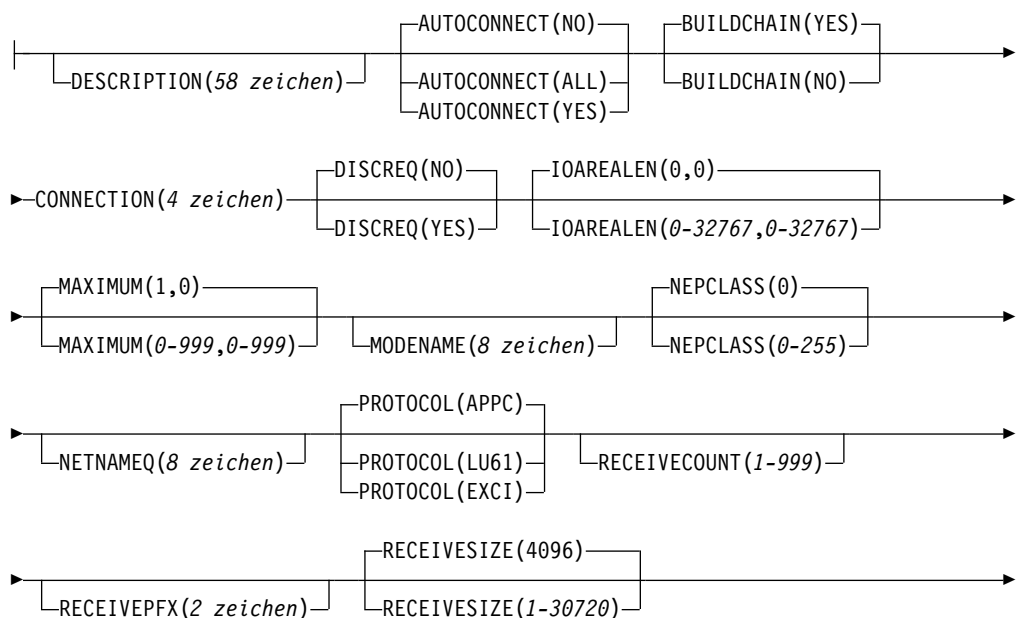 AUTOCONNECT(NO) BUILDCHAIN(YES)
DESCRIPTION(58 zeichen) AUTOCONNECT(ALL) BUILDCHAIN(NO)
AUTOCONNECT(YES)
DISCREQ(NO) IOAREALEN(0,0)
CONNECTION(4 zeichen)
DISCREQ(YES) IOAREALEN(0-32767,0-32767)
MAXIMUM(1,0) NEPCLASS(0)
MAXIMUM(0-999,0-999) MODENAME(8 zeichen) NEPCLASS(0-255)
PROTOCOL(APPC)
NETNAMEQ(8 zeichen) PROTOCOL(LU61) RECEIVECOUNT(1-999)
PROTOCOL(EXCI)
RECEIVESIZE(4096)
RECEIVEPFX(2 zeichen) RECEIVESIZE(1-30720)